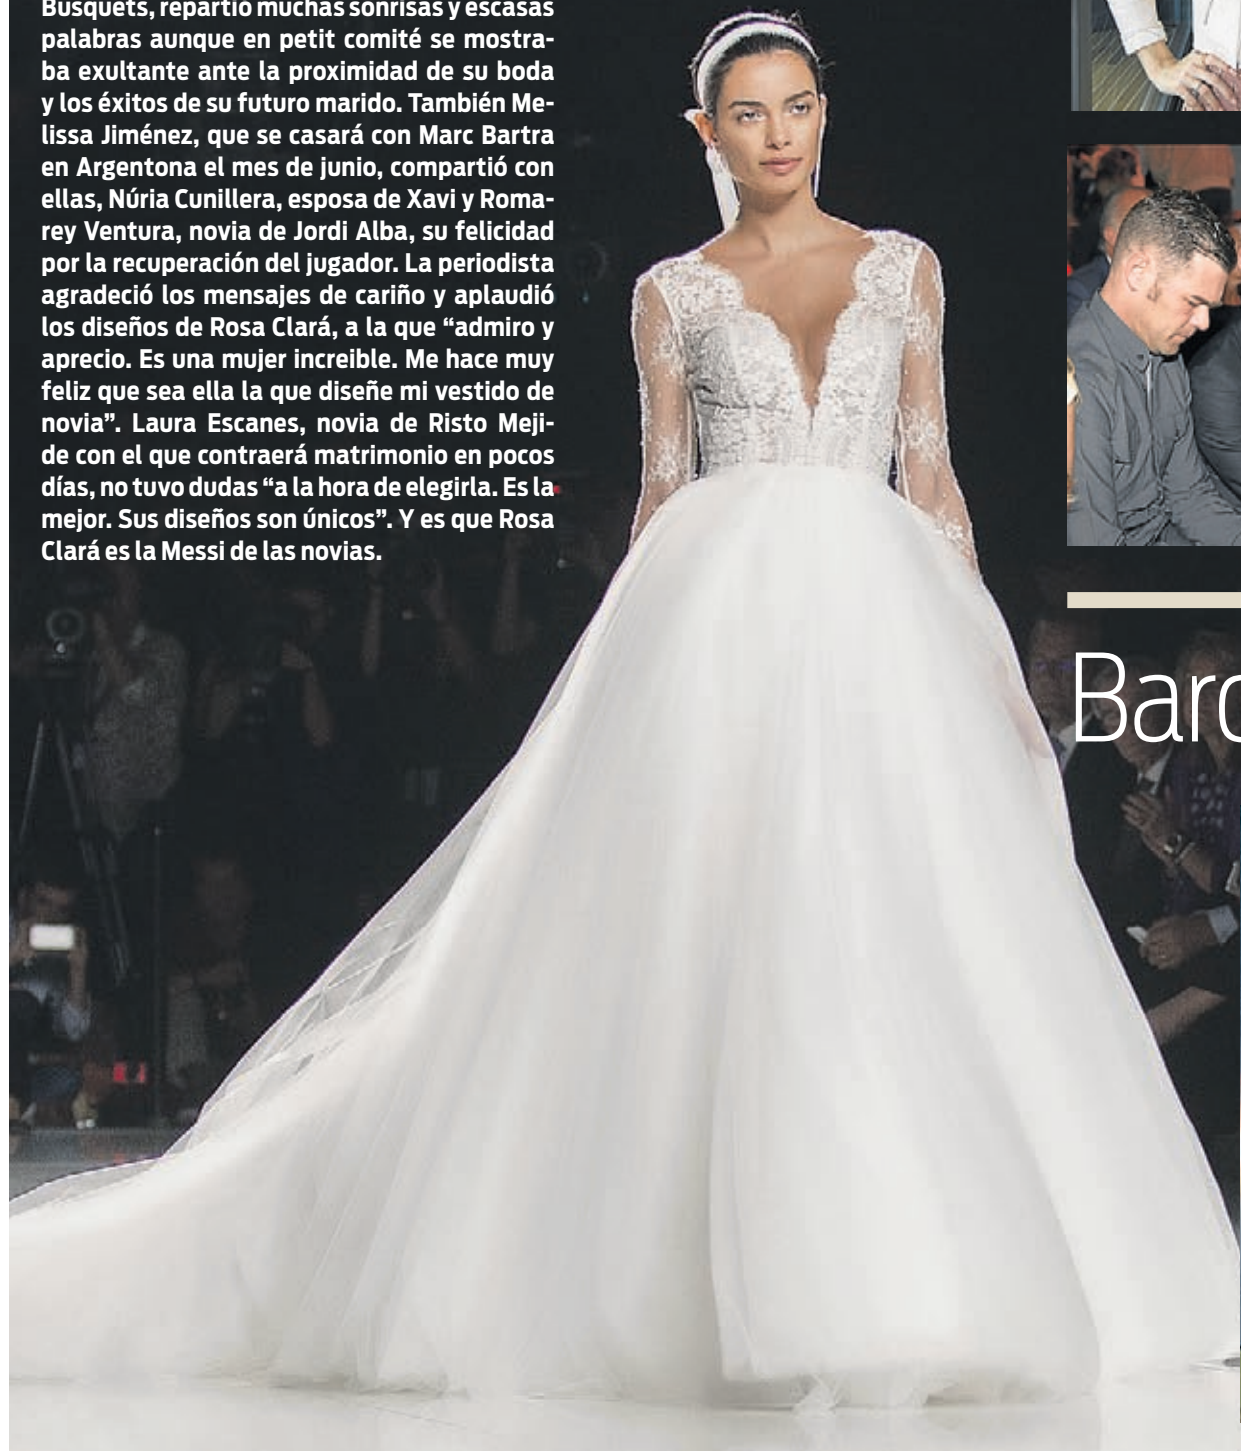 Busquets, repartió muchas sonrisas y escasas
palabras aunque en petit comité se mostra-
ba exultante ante la proximidad de su boda
y los éxitos de su futuro marido. También Me-
lissa Jiménez, que se casará con Marc Bartra
en Argentona el mes de junio, compartió con
ellas, Núria Cunillera, esposa de Xavi y Roma-
rey Ventura, novia de Jordi Alba, su felicidad
por la recuperación del jugador. La periodista
agradeció los mensajes de cariño y aplaudió
los diseños de Rosa Clará, a la que “admiro y
aprecio. Es una mujer increible. Me hace muy
feliz que sea ella la que diseñe mi vestido de
novia”. Laura Escanes, novia de Risto Meji-
de con el que contraerá matrimonio en pocos
días, no tuvo dudas “a la hora de elegirla. Es la
mejor. Sus diseños son únicos”. Y es que Rosa
Clará es la Messi de las novias.
Barc